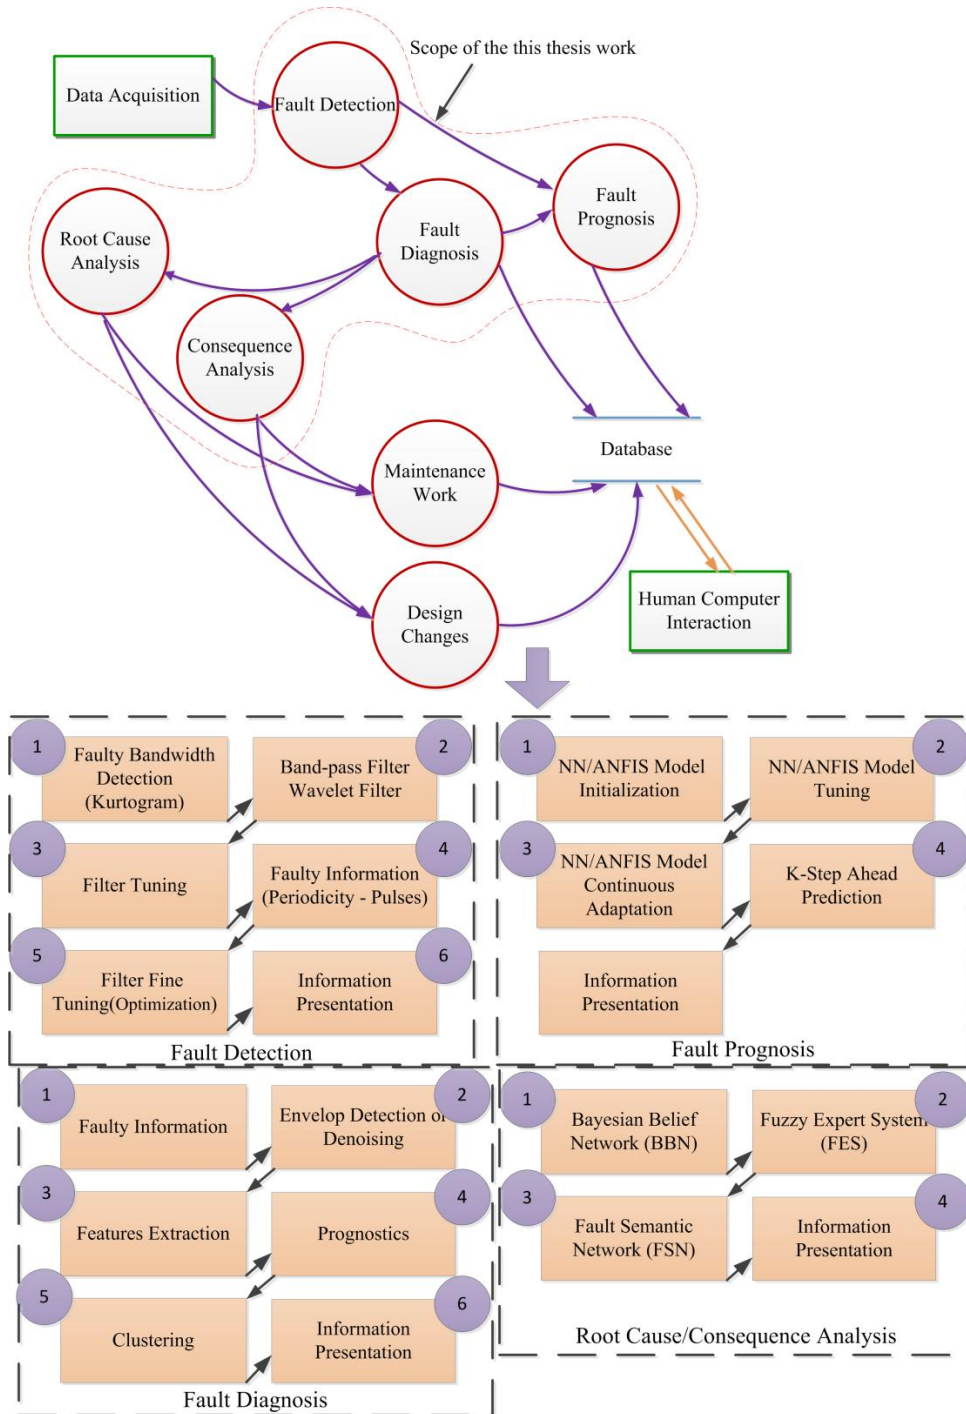 Scope of the this thesis work
Data Acquisition
Fault Detection
Fault
Prognosis
Root Cause
Analysis
Fault
Diagnosis
Consequence
Analysis
Database
Maintenance
Work
Human Computer
Interaction
Design
Changes
1
Faulty Bandwidth
Detection
(Kurtogram)
2
Band-pass Filter
Wavelet Filter
3
Filter Tuning
4
Faulty Information
(Periodicity - Pulses)
5
Filter Fine
Tuning(Optimization)
6
Information
Presentation
Fault Detection
1
NN/ANFIS Model
Initialization
2
NN/ANFIS Model
Tuning
3
NN/ANFIS Model
Continuous
Adaptation
4
K-Step Ahead
Prediction
Information
Presentation
Fault Prognosis
1
Faulty Information
2
Envelop Detection or
Denoising
3
Features Extraction
4
Prognostics
5
Clustering
6
Information
Presentation
Fault Diagnosis
1
Bayesian Belief
Network (BBN)
2
Fuzzy Expert System
(FES)
3
Fault Semantic
Network (FSN)
4
Information
Presentation
Root Cause/Consequence Analysis